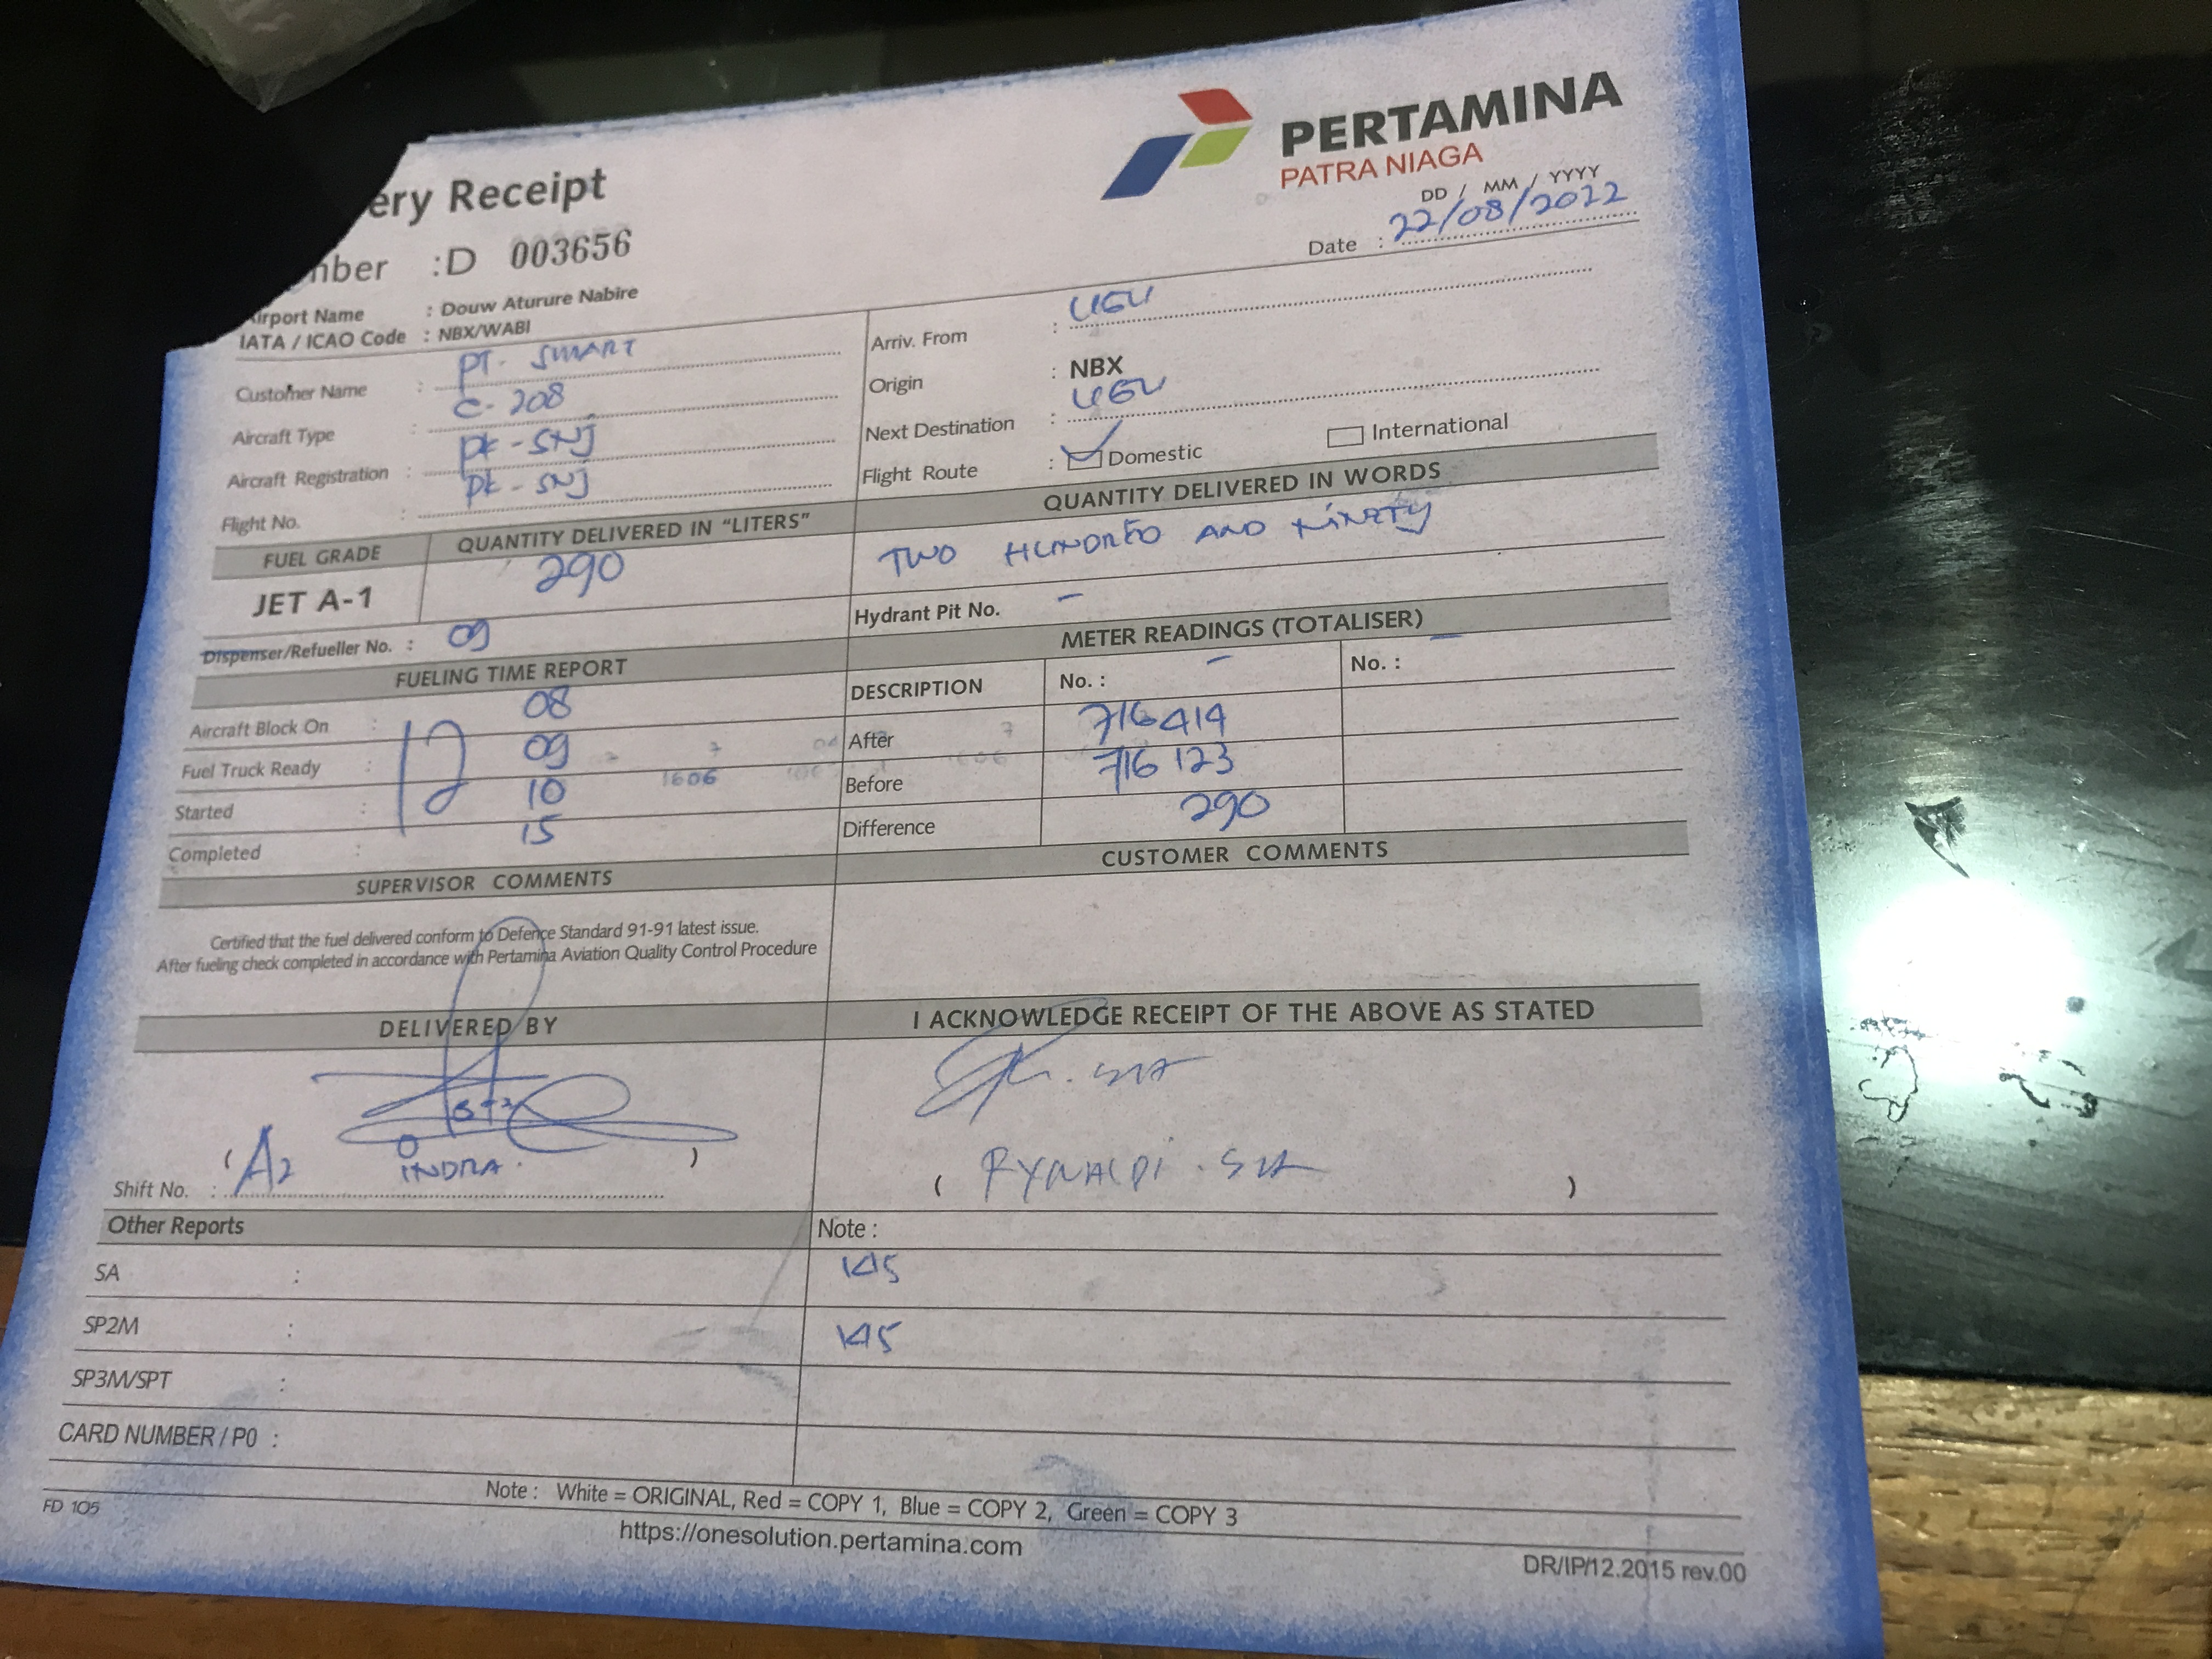 ery Receipt
PERTAMINA
PATRA NIAGA
mber : D 003656
DD / MM / YYYY
Date : 22/08/2022
Airport Name : Douw Aturure Nabire
IATA / ICAO Code : NBX/WABI
Customer Name : PT. SMART
Aircraft Type : C-208
Aircraft Registration : PK-SNJ
Flight No. : PK-SNJ
Arriv. From : UGU
Origin : NBX
Next Destination : UGU
Flight Route : Domestic International
FUEL GRADE QUANTITY DELIVERED IN "LITERS" QUANTITY DELIVERED IN WORDS
JET A-1 290 TWO HUNDRED AND NINETY
Dispenser/Refueller No. : 09
Hydrant Pit No. -
FUELING TIME REPORT
Aircraft Block On : 08
Fuel Truck Ready : 12 09
Started : 10
Completed : 15
METER READINGS (TOTALISER)
DESCRIPTION No. : - No. : -
After 716414
Before 716123
Difference 290
SUPERVISOR COMMENTS
CUSTOMER COMMENTS
Certified that the fuel delivered conform to Defence Standard 91-91 latest issue.
After fueling check completed in accordance with Pertamina Aviation Quality Control Procedure
DELIVERED BY
I ACKNOWLEDGE RECEIPT OF THE ABOVE AS STATED
Shift No. : ( A2 INDRA. )
( RYNALDI. )
Other Reports
Note :
SA : 145
SP2M : 145
SP3M/SPT :
CARD NUMBER / P0 :
Note : White = ORIGINAL, Red = COPY 1, Blue = COPY 2, Green = COPY 3
FD 105
https://onesolution.pertamina.com
DR/IP/12.2015 rev.00